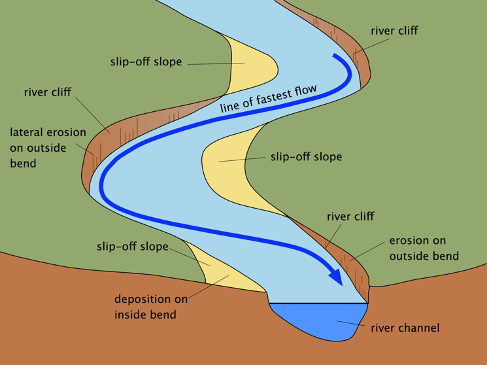 river cliff
slip-off slope
river cliff
line of fastest flow
lateral erosion
on outside
bend
slip-off slope
river cliff
slip-off slope
erosion on
outside bend
deposition on
inside bend
river channel